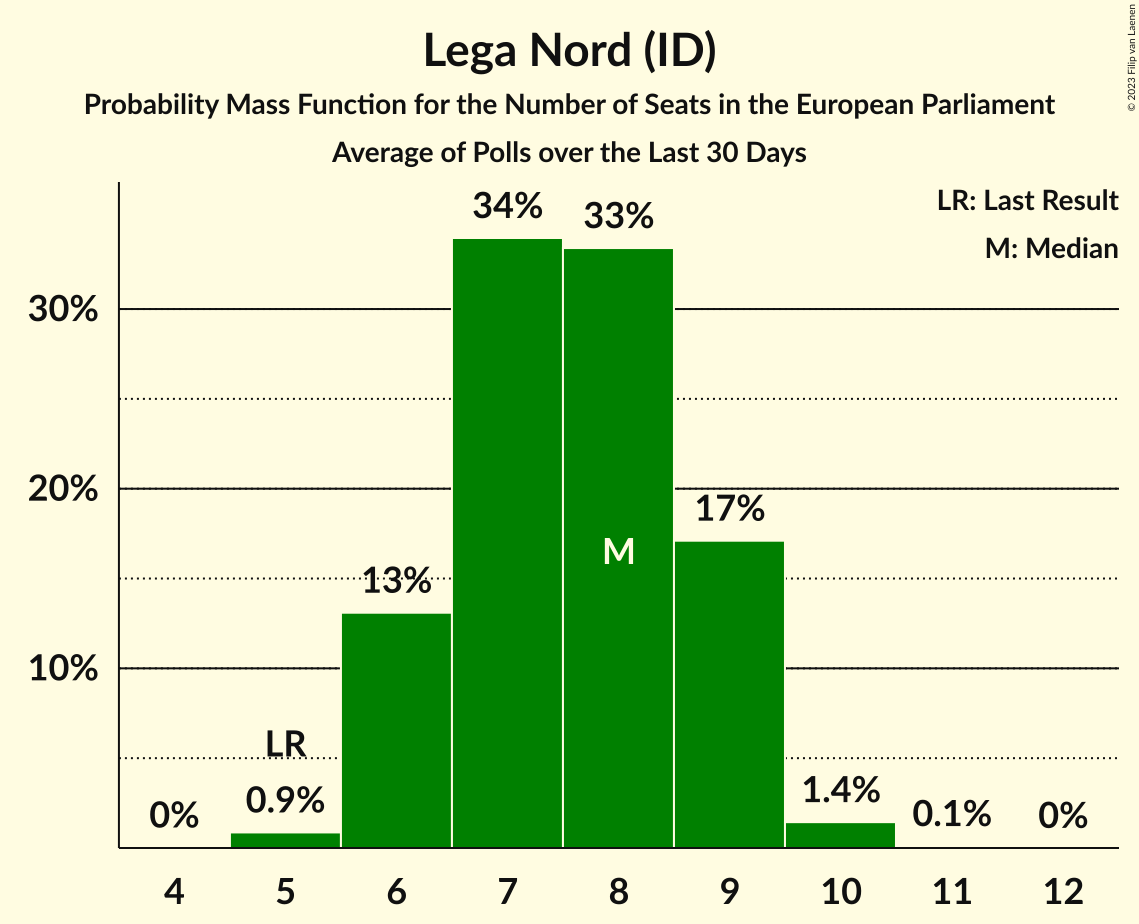 Lega Nord (ID)
Probability Mass Function for the Number of Seats in the European Parliament
Average of Polls over the Last 30 Days
© 2023 Filip van Laenen
LR: Last Result
M: Median
34%
33%
30%
20%
17%
M
13%
10%
LR
0%
0.9%
1.4%
0.1%
0%
4 5 6 7 8 9 10 11 12